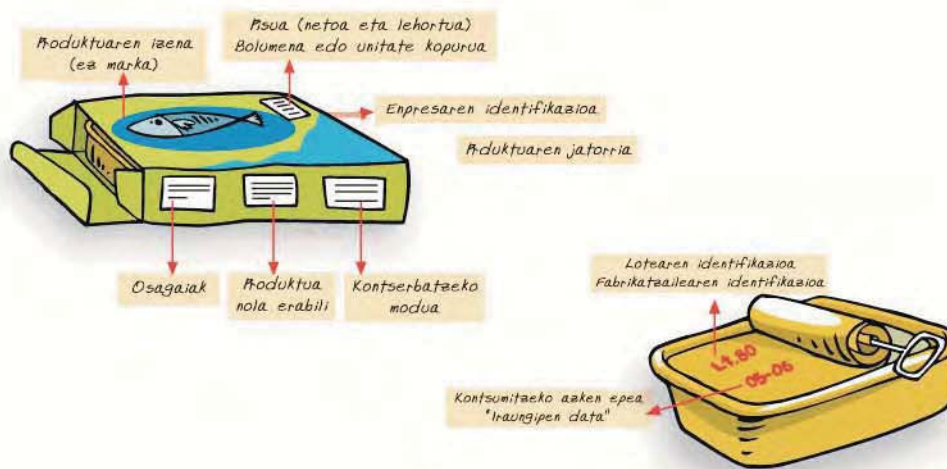 Pisua (netoa eta lehortua)
Bolumena edo unitate kopurua
Produktuaren izena
(ez marka)
Enpresaren identifikazioa
Produktuaren jatorria
Osagaiak
Produktua
nola erabili
Kontserbatzeko
modua
Lotearen identifikazioa
Fabrikatzailearen identifikazioa
Lt.80
05-06
Kontsumitzeko azken epea
"Iraungipen data"